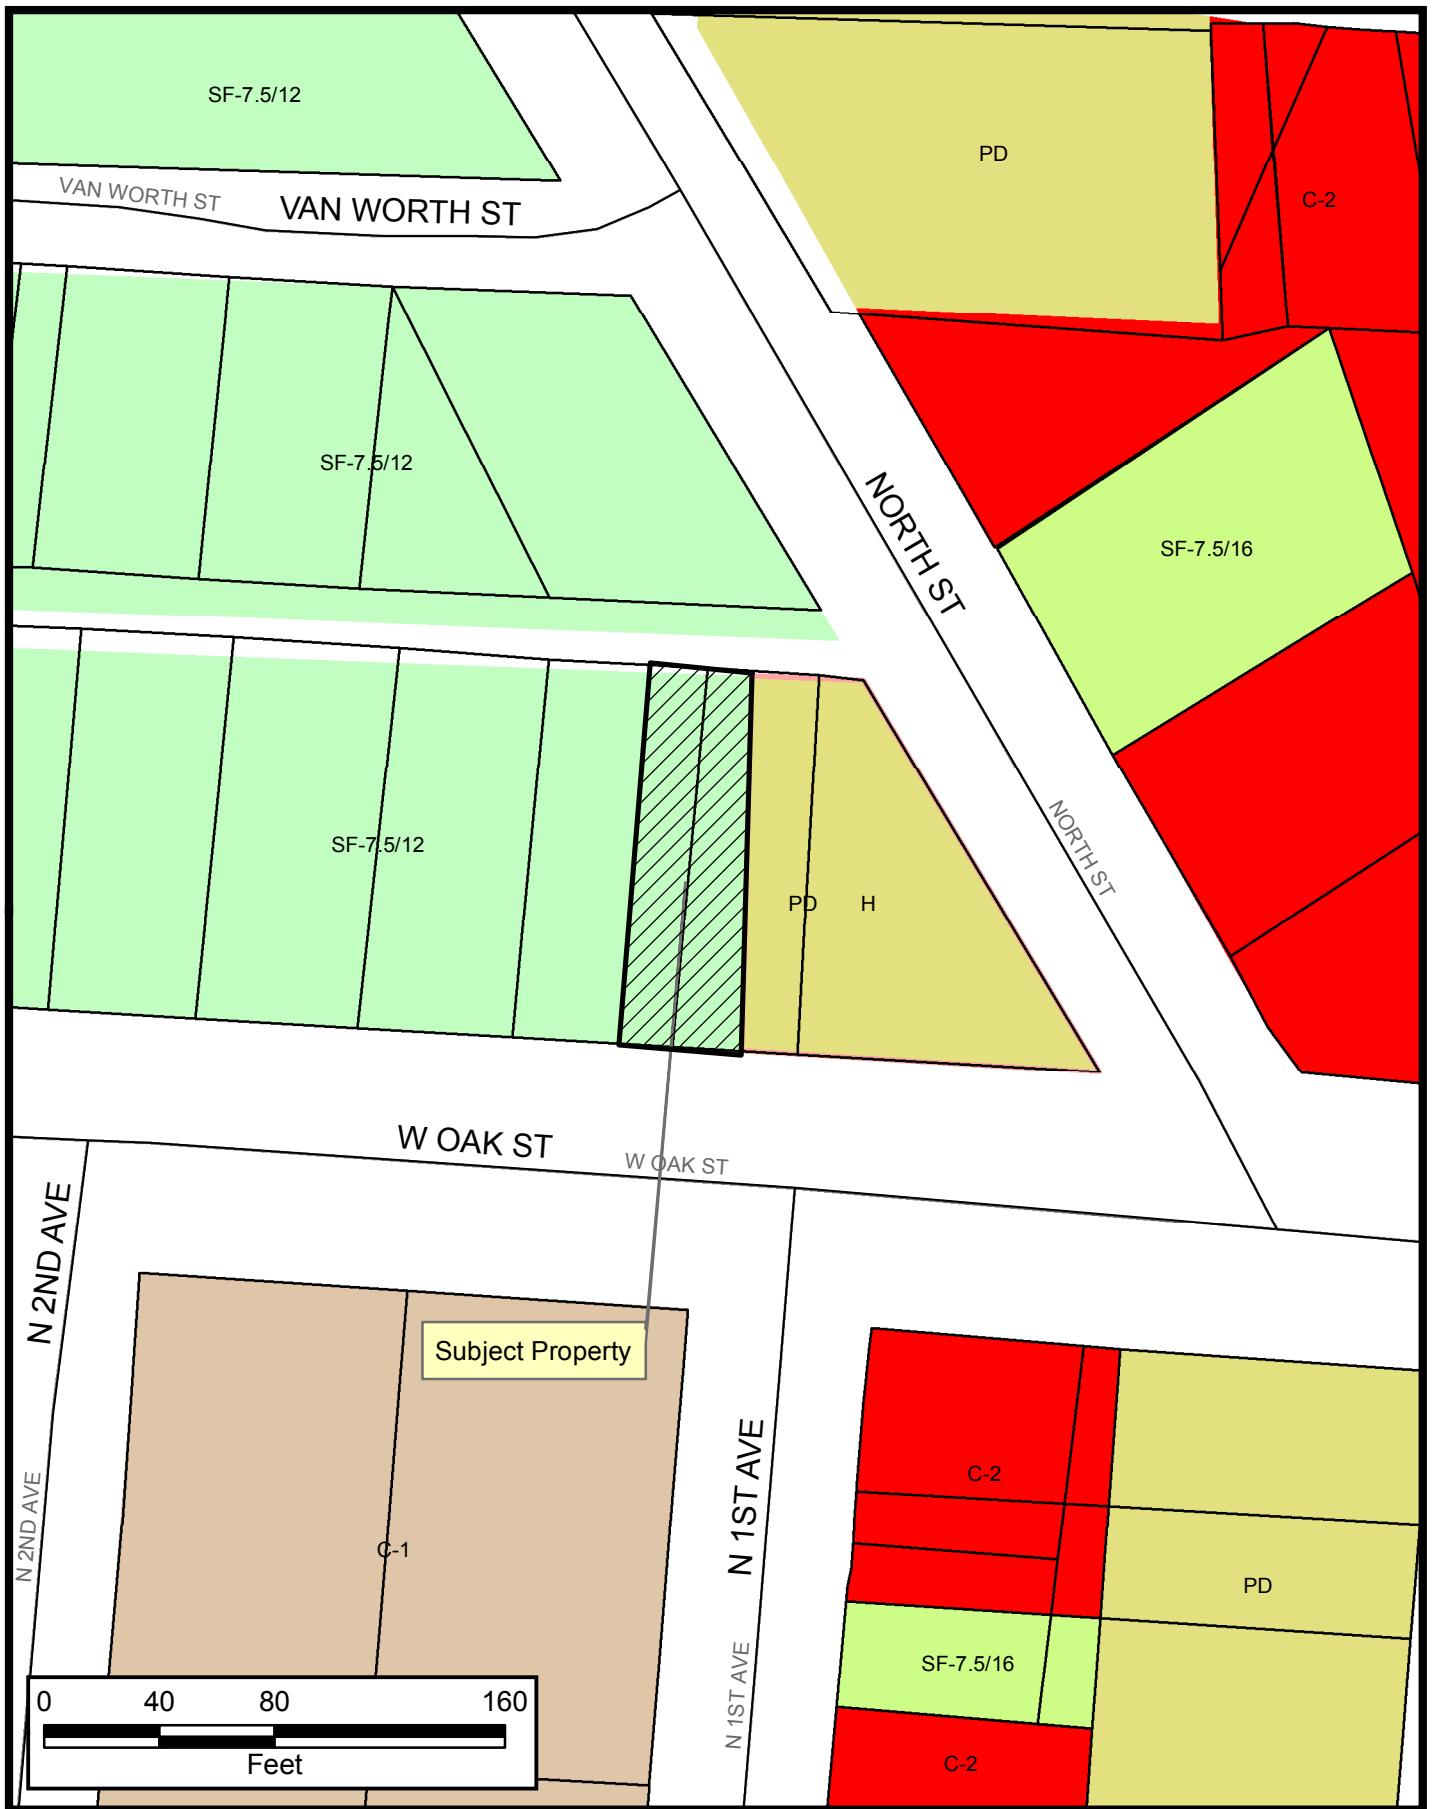 SF-7.5/12
PD
C-2
VAN WORTH ST
VAN WORTH ST
SF-7.5/12
NORTH ST
SF-7.5/16
SF-7.5/12
NORTH ST
PD
H
W OAK ST
W OAK ST
N 2ND AVE
Subject Property
N 1ST AVE
C-2
N 2ND AVE
C-1
PD
SF-7.5/16
N 1ST AVE
0 40 80 160
Feet
C-2